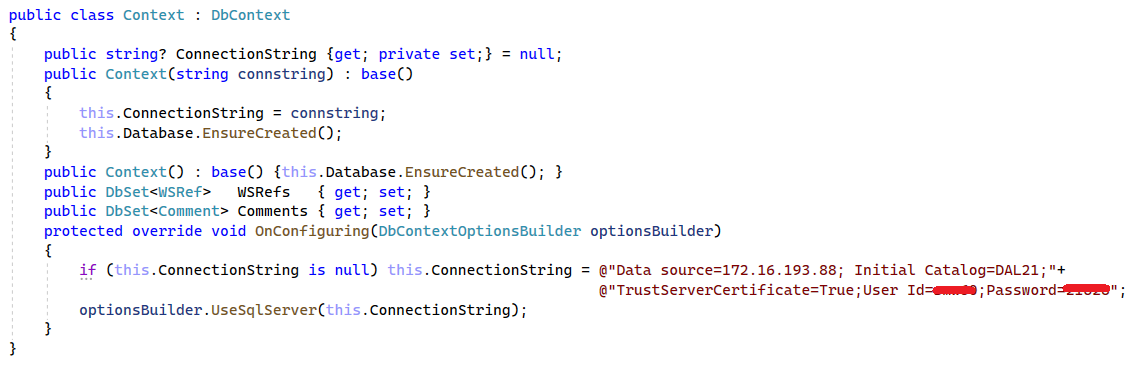 public class Context : DbContext
{
public string? ConnectionString {get; private set;} = null;
public Context(string connstring) : base()
{
this.ConnectionString = connstring;
this.Database.EnsureCreated();
}
public Context() : base() {this.Database.EnsureCreated(); }
public DbSet<WSRef> WSRefs { get; set; }
public DbSet<Comment> Comments { get; set; }
protected override void OnConfiguring(DbContextOptionsBuilder optionsBuilder)
{
if (this.ConnectionString is null) this.ConnectionString = @"Data source=172.16.193.88; Initial Catalog=DAL21;"+
@"TrustServerCertificate=True;User Id=;Password=";
optionsBuilder.UseSqlServer(this.ConnectionString);
}
}